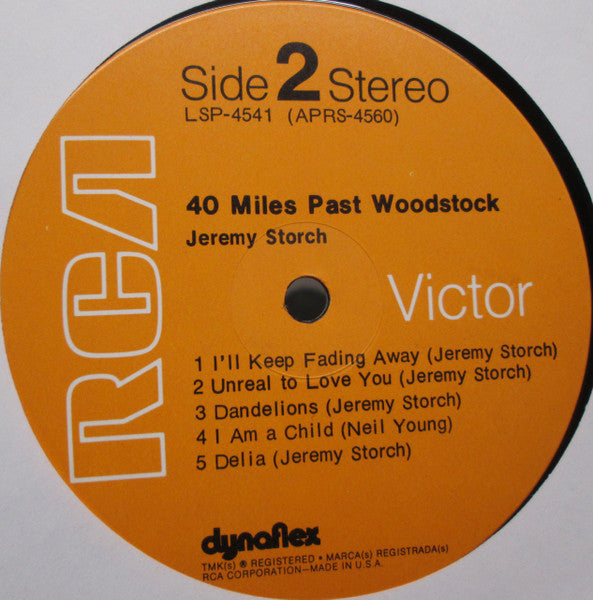 Side 2 Stereo
LSP-4541 (APRS-4560)
RCA
40 Miles Past Woodstock
Jeremy Storch
Victor
1 I'll Keep Fading Away (Jeremy Storch)
2 Unreal to Love You (Jeremy Storch)
3 Dandelions (Jeremy Storch)
4 I Am a Child (Neil Young)
5 Delia (Jeremy Storch)
dynaflex
TMK(s) ® REGISTERED • MARCA(s) REGISTRADA(s)
RCA CORPORATION—MADE IN U.S.A.